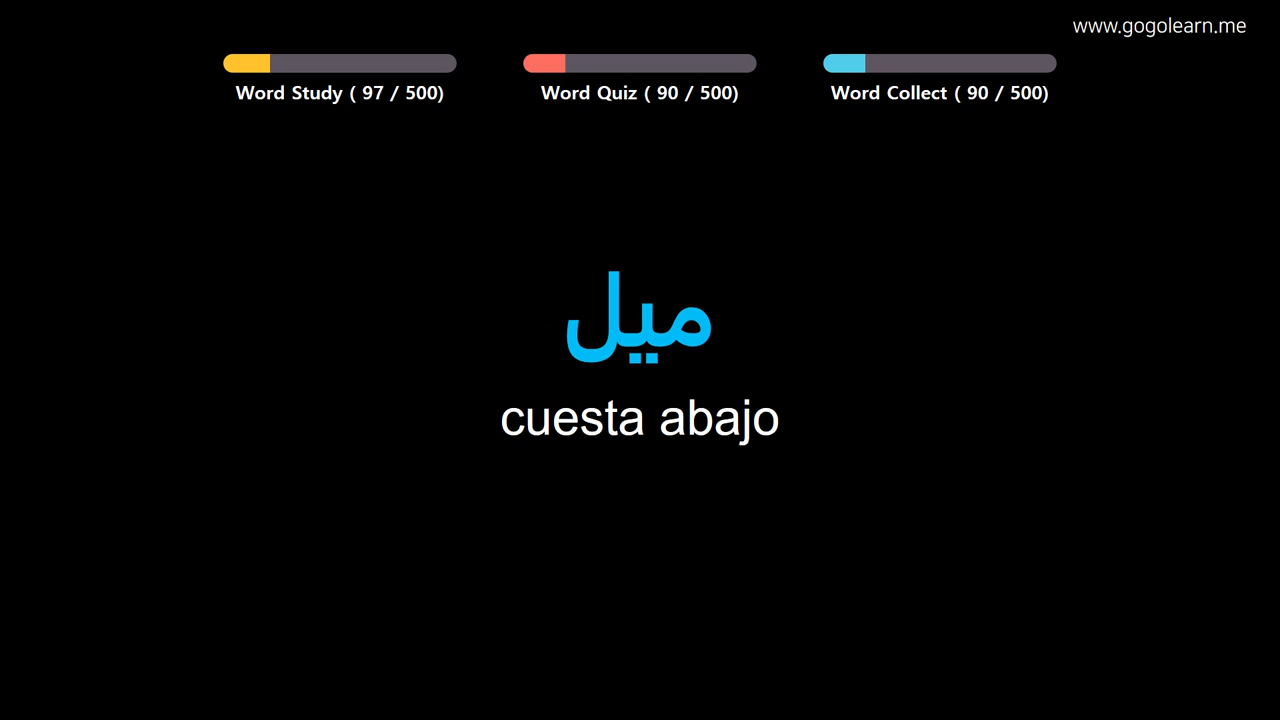 www.gogolearn.me
Word Study ( 97 / 500)
Word Quiz ( 90 / 500)
Word Collect ( 90 / 500)
ميل
cuesta abajo